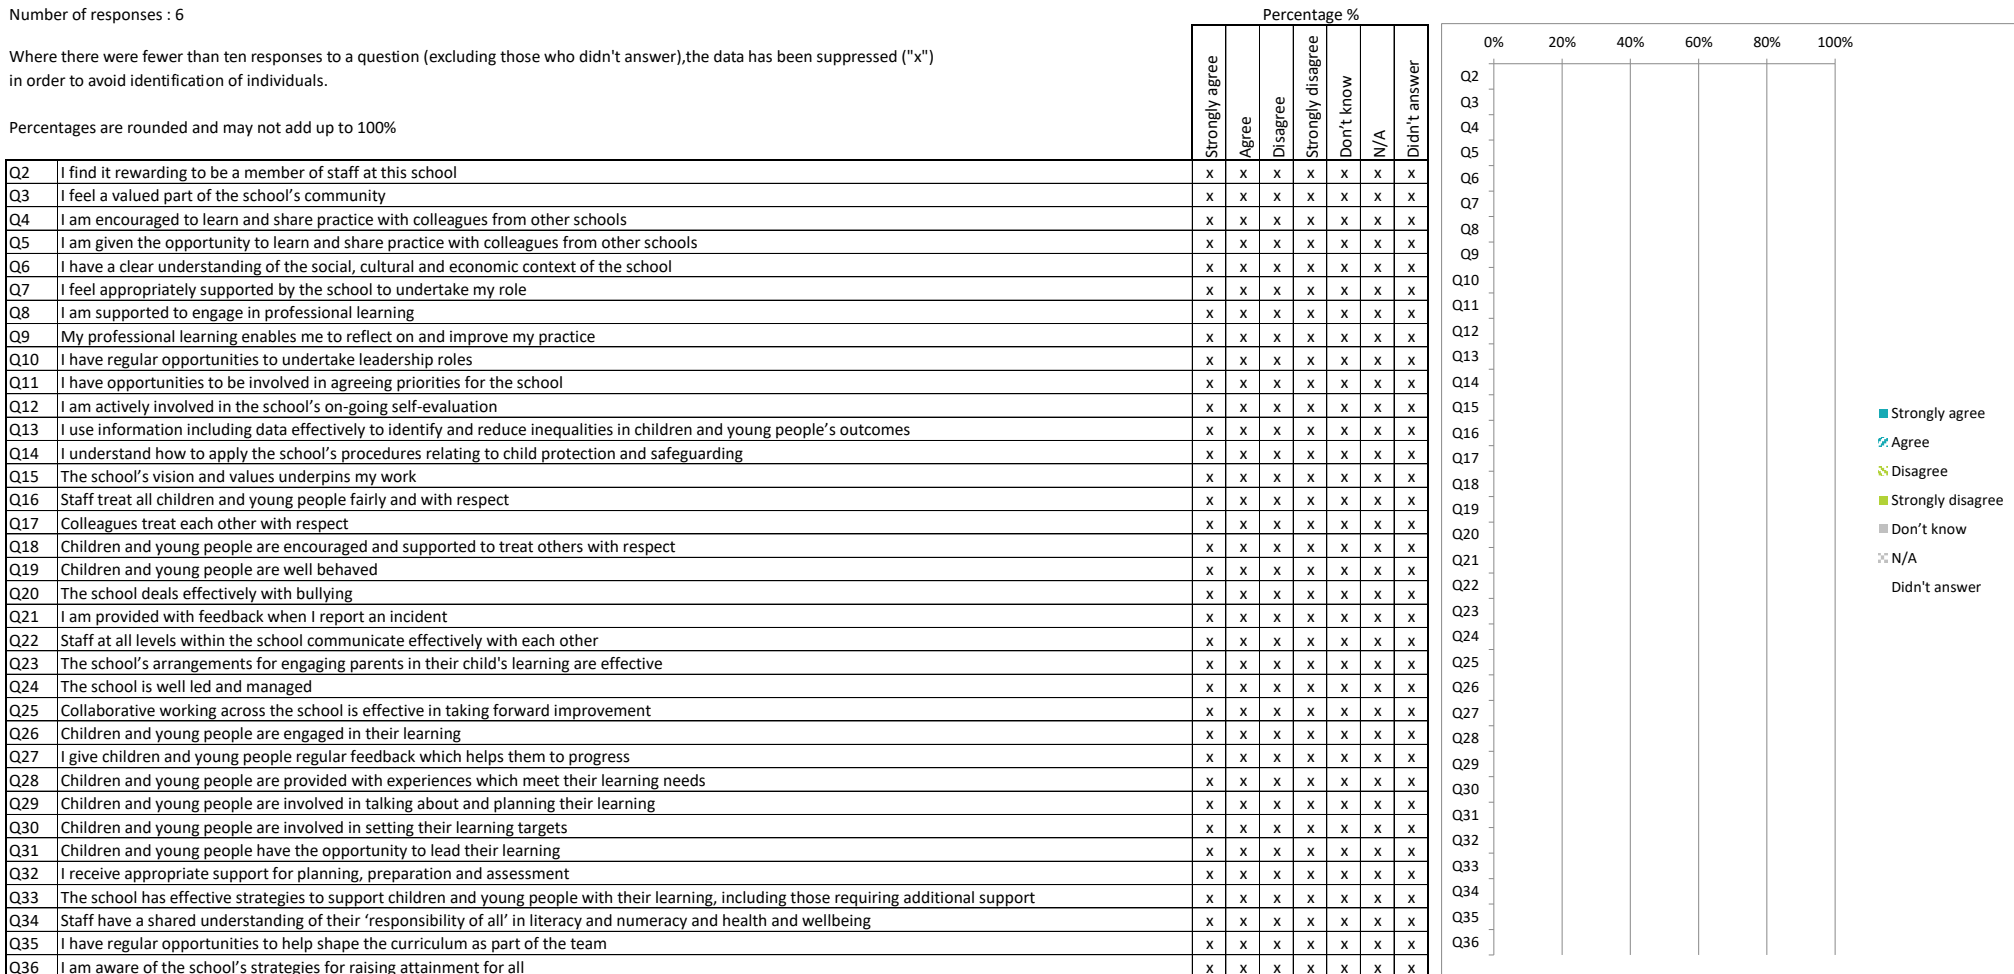 Number of responses : 6
Percentage %
Where there were fewer than ten responses to a question (excluding those who didn't answer),the data has been suppressed ("x")
in order to avoid identification of individuals.
Percentages are rounded and may not add up to 100%
Strongly agree
Agree
Disagree
Strongly disagree
Don't know
N/A
Didn't answer
Q2 I find it rewarding to be a member of staff at this school x x x x x x x
Q3 I feel a valued part of the school’s community x x x x x x x
Q4 I am encouraged to learn and share practice with colleagues from other schools x x x x x x x
Q5 I am given the opportunity to learn and share practice with colleagues from other schools x x x x x x x
Q6 I have a clear understanding of the social, cultural and economic context of the school x x x x x x x
Q7 I feel appropriately supported by the school to undertake my role x x x x x x x
Q8 I am supported to engage in professional learning x x x x x x x
Q9 My professional learning enables me to reflect on and improve my practice x x x x x x x
Q10 I have regular opportunities to undertake leadership roles x x x x x x x
Q11 I have opportunities to be involved in agreeing priorities for the school x x x x x x x
Q12 I am actively involved in the school’s on-going self-evaluation x x x x x x x
Q13 I use information including data effectively to identify and reduce inequalities in children and young people’s outcomes x x x x x x x
Q14 I understand how to apply the school’s procedures relating to child protection and safeguarding x x x x x x x
Q15 The school’s vision and values underpins my work x x x x x x x
Q16 Staff treat all children and young people fairly and with respect x x x x x x x
Q17 Colleagues treat each other with respect x x x x x x x
Q18 Children and young people are encouraged and supported to treat others with respect x x x x x x x
Q19 Children and young people are well behaved x x x x x x x
Q20 The school deals effectively with bullying x x x x x x x
Q21 I am provided with feedback when I report an incident x x x x x x x
Q22 Staff at all levels within the school communicate effectively with each other x x x x x x x
Q23 The school’s arrangements for engaging parents in their child's learning are effective x x x x x x x
Q24 The school is well led and managed x x x x x x x
Q25 Collaborative working across the school is effective in taking forward improvement x x x x x x x
Q26 Children and young people are engaged in their learning x x x x x x x
Q27 I give children and young people regular feedback which helps them to progress x x x x x x x
Q28 Children and young people are provided with experiences which meet their learning needs x x x x x x x
Q29 Children and young people are involved in talking about and planning their learning x x x x x x x
Q30 Children and young people are involved in setting their learning targets x x x x x x x
Q31 Children and young people have the opportunity to lead their learning x x x x x x x
Q32 I receive appropriate support for planning, preparation and assessment x x x x x x x
Q33 The school has effective strategies to support children and young people with their learning, including those requiring additional support x x x x x x x
Q34 Staff have a shared understanding of their ‘responsibility of all’ in literacy and numeracy and health and wellbeing x x x x x x x
Q35 I have regular opportunities to help shape the curriculum as part of the team x x x x x x x
Q36 I am aware of the school’s strategies for raising attainment for all x x x x x x x
0% 20% 40% 60% 80% 100%
Q2
Q3
Q4
Q5
Q6
Q7
Q8
Q9
Q10
Q11
Q12
Q13
Q14
Q15
Q16
Q17
Q18
Q19
Q20
Q21
Q22
Q23
Q24
Q25
Q26
Q27
Q28
Q29
Q30
Q31
Q32
Q33
Q34
Q35
Q36
Strongly agree
Agree
Disagree
Strongly disagree
Don’t know
N/A
Didn't answer